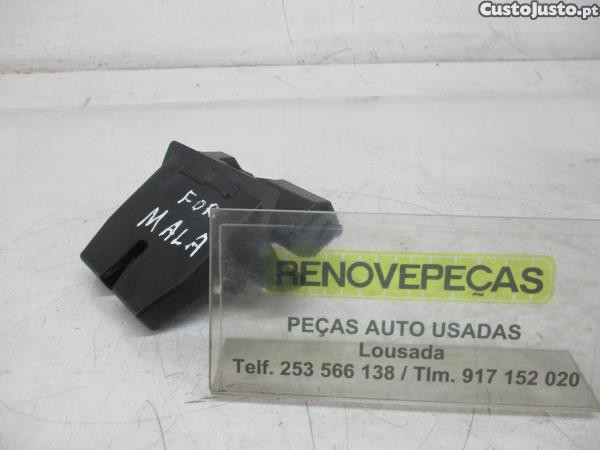 CustoJusto.pt
FOR
MALA
RENOVEPEÇAS
PEÇAS AUTO USADAS
Lousada
Telf. 253 566 138 / Tlm. 917 152 020